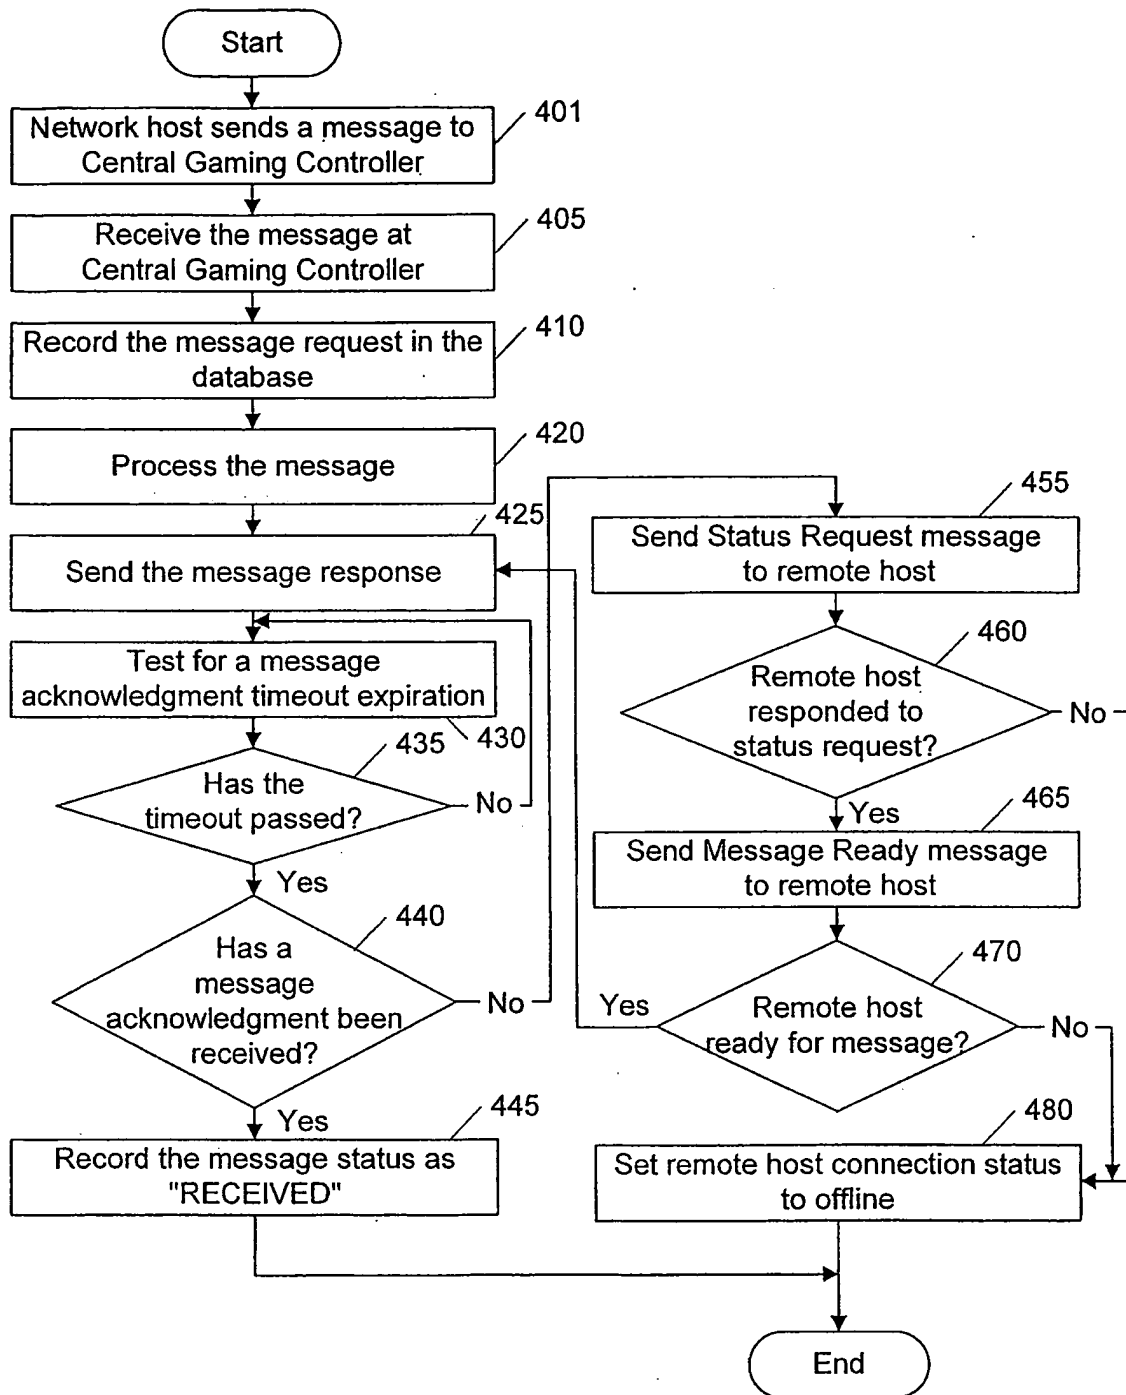 Start
Network host sends a message to
Central Gaming Controller
401
Receive the message at
Central Gaming Controller
405
Record the message request in the
database
410
Process the message
420
Send the message response
425
Test for a message
acknowledgment timeout expiration
430
Has the
timeout passed?
435
No
Yes
Has a
message
acknowledgment been
received?
440
No
Yes
Record the message status as
"RECEIVED"
445
Send Status Request message
to remote host
455
Remote host
responded to
status request?
460
No
Yes
Send Message Ready message
to remote host
465
Remote host
ready for message?
470
Yes
No
Set remote host connection status
to offline
480
End